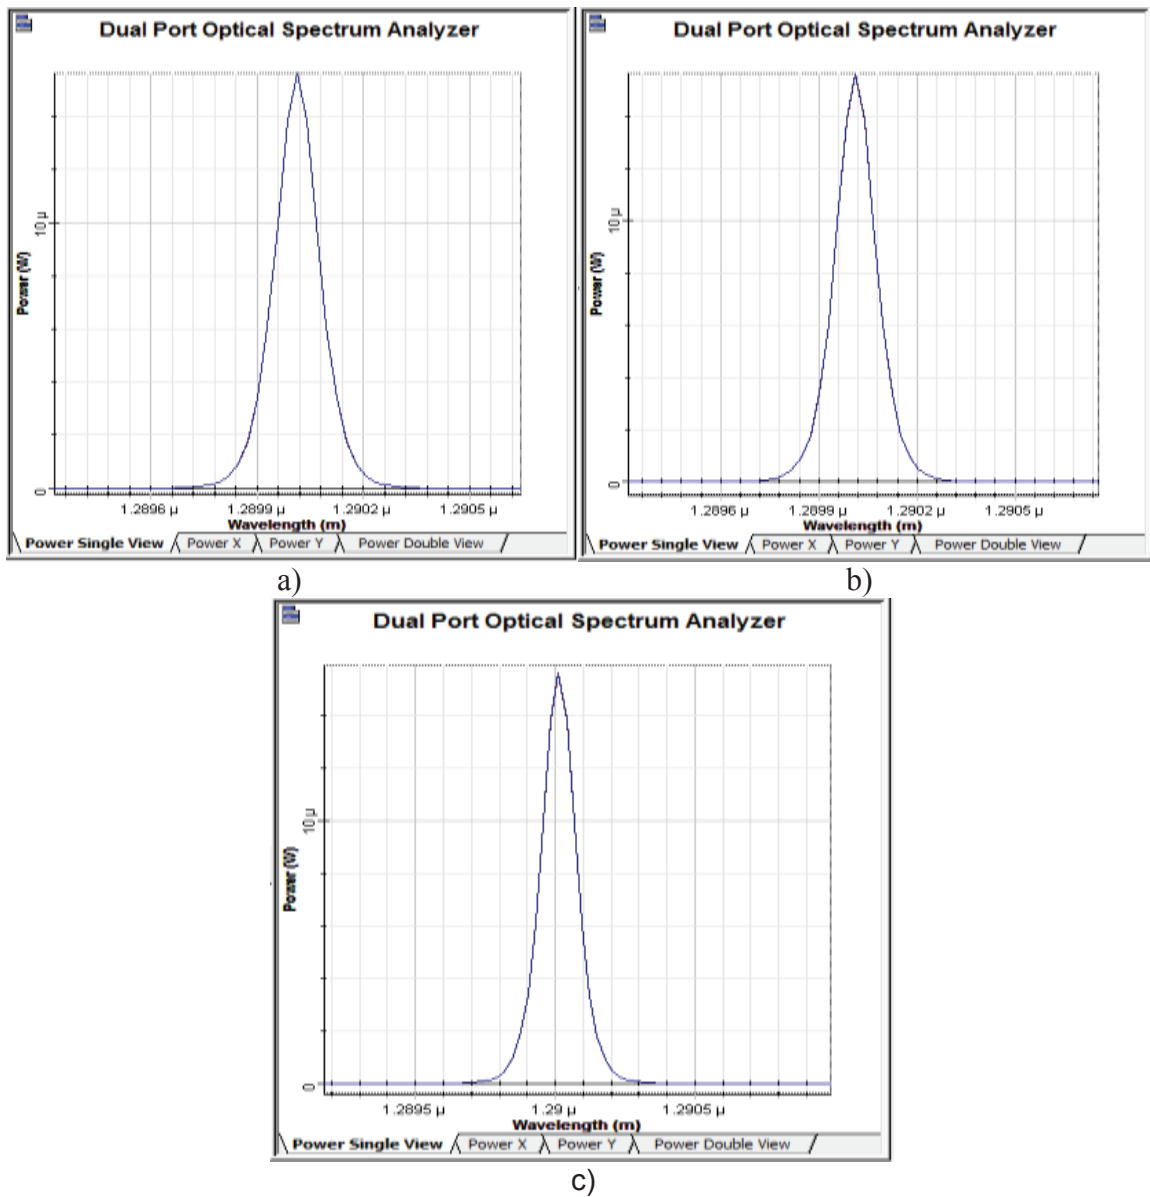 Dual Port Optical Spectrum Analyzer
Power (W)
10 µ
0
1.2896 µ 1.2899 µ 1.2902 µ 1.2905 µ
Wavelength (m)
Power Single View Power X Power Y Power Double View
a)
Dual Port Optical Spectrum Analyzer
Power (W)
10 µ
0
1.2896 µ 1.2899 µ 1.2902 µ 1.2905 µ
Wavelength (m)
Power Single View Power X Power Y Power Double View
b)
Dual Port Optical Spectrum Analyzer
Power (W)
10 µ
0
1.2895 µ 1.29 µ 1.2905 µ
Wavelength (m)
Power Single View Power X Power Y Power Double View
c)